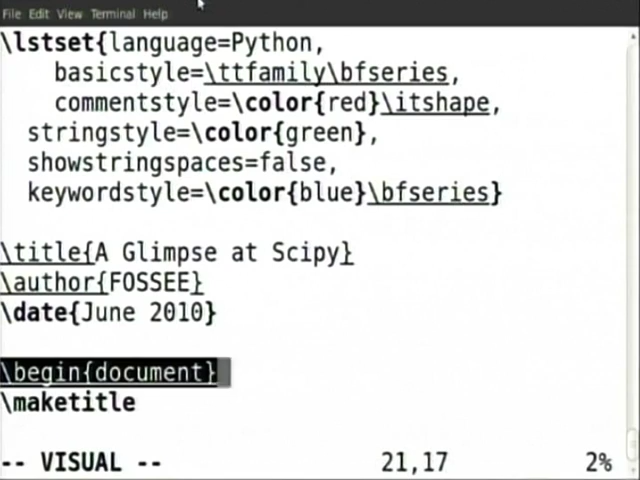 File Edit View Terminal Help
\lstset{language=Python,
    basicstyle=\ttfamily\bfseries,
    commentstyle=\color{red}\itshape,
  stringstyle=\color{green},
  showstringspaces=false,
  keywordstyle=\color{blue}\bfseries}
\title{A Glimpse at Scipy}
\author{FOSSEE}
\date{June 2010}
\begin{document}
\maketitle
-- VISUAL -- 21,17 2%